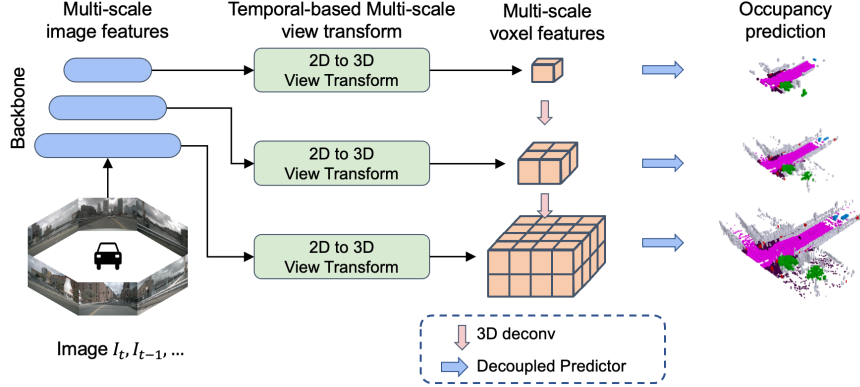 Multi-scale
image features
Temporal-based Multi-scale
view transform
Multi-scale
voxel features
Occupancy
prediction
Backbone
2D to 3D
View Transform
2D to 3D
View Transform
2D to 3D
View Transform
Image I_t, I_{t−1}, ...
3D deconv
Decoupled Predictor